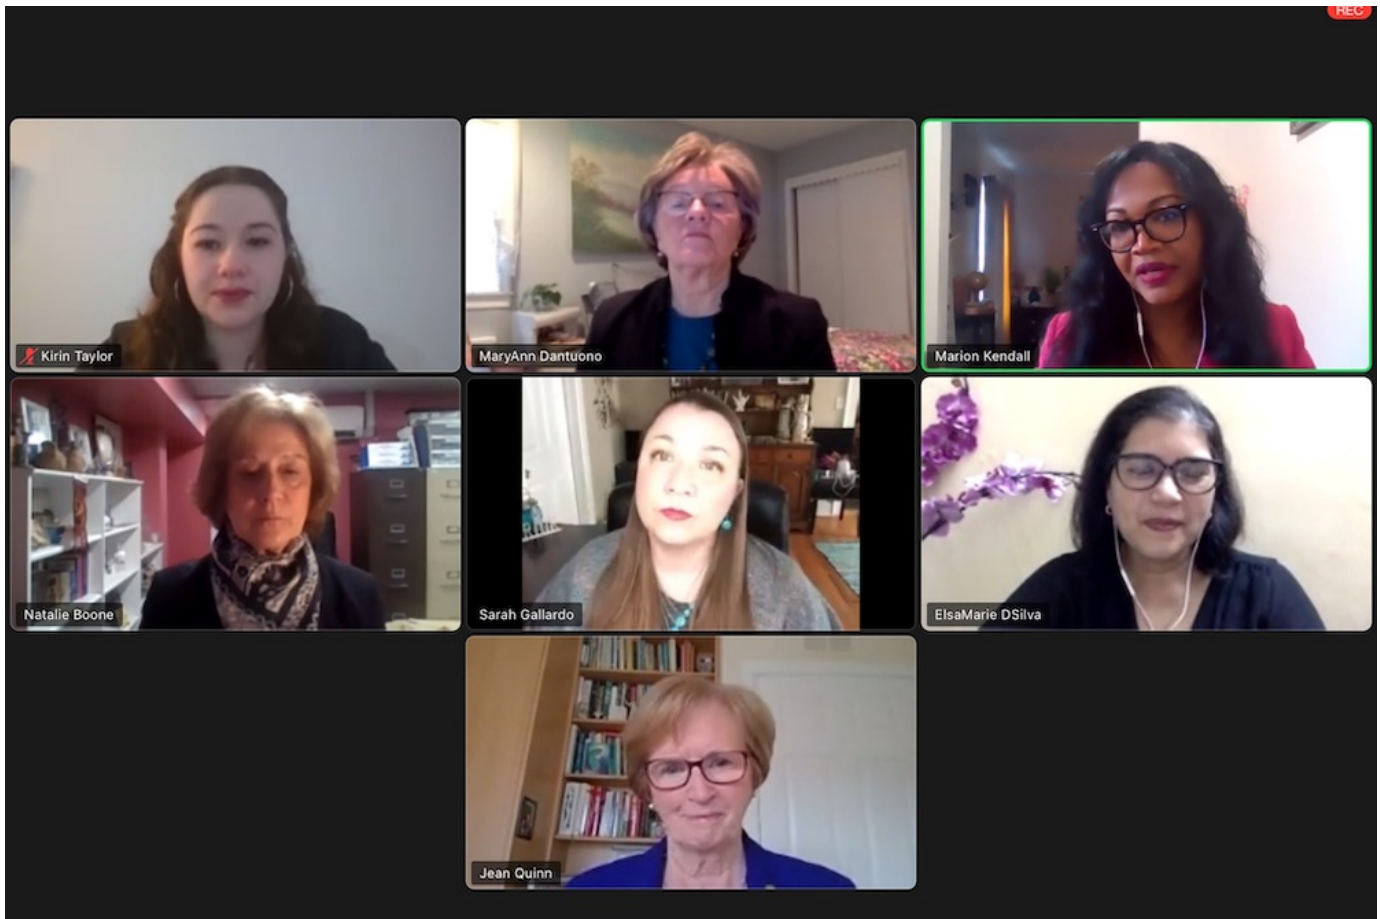 REC
Kirin Taylor
MaryAnn Dantuono
Marion Kendall
Natalie Boone
Sarah Gallardo
ElsaMarie DSilva
Jean Quinn